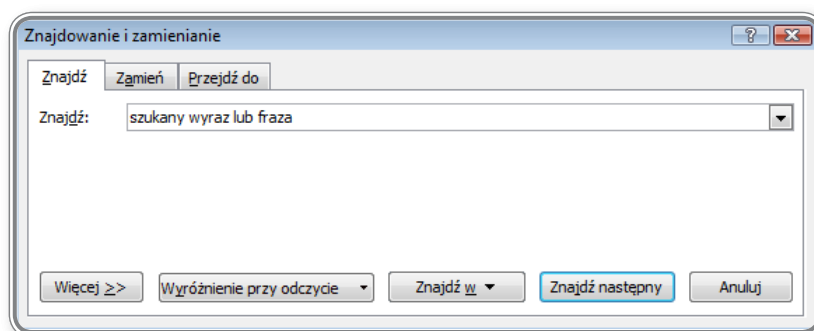 Znajdowanie i zamienianie
Znajdź Zamień Przejdź do
Znajdź: szukany wyraz lub fraza
Więcej >> Wyróżnienie przy odczycie Znajdź w Znajdź następny Anuluj